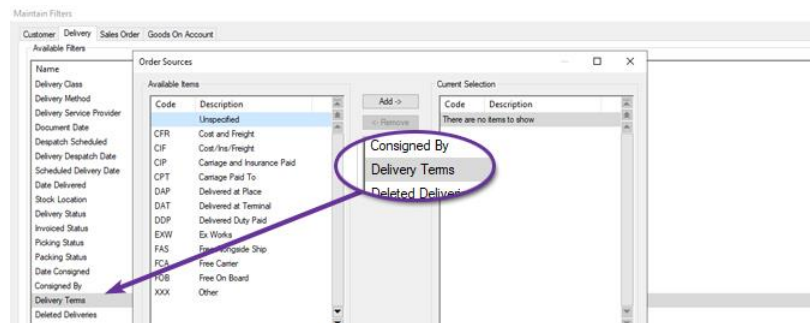 Maintain Filters
Customer Delivery Sales Order Goods On Account
Available Filters
Name
Delivery Class
Delivery Method
Delivery Service Provider
Document Date
Despatch Scheduled
Delivery Despatch Date
Scheduled Delivery Date
Date Delivered
Stock Location
Delivery Status
Invoiced Status
Picking Status
Packing Status
Date Consigned
Consigned By
Delivery Terms
Deleted Deliveries
Order Sources
Available Items
Code Description
Unspecified
CFR Cost and Freight
CIF Cost/Ins/Freight
CIP Carriage and Insurance Paid
CPT Carriage Paid To
DAP Delivered at Place
DAT Delivered at Terminal
DDP Delivered Duty Paid
EXW Ex Works
FAS Free Alongside Ship
FCA Free Carrier
FOB Free On Board
XXX Other
Add ->
<- Remove
Consigned By
Delivery Terms
Deleted Deliverie
Current Selection
Code Description
There are no items to show